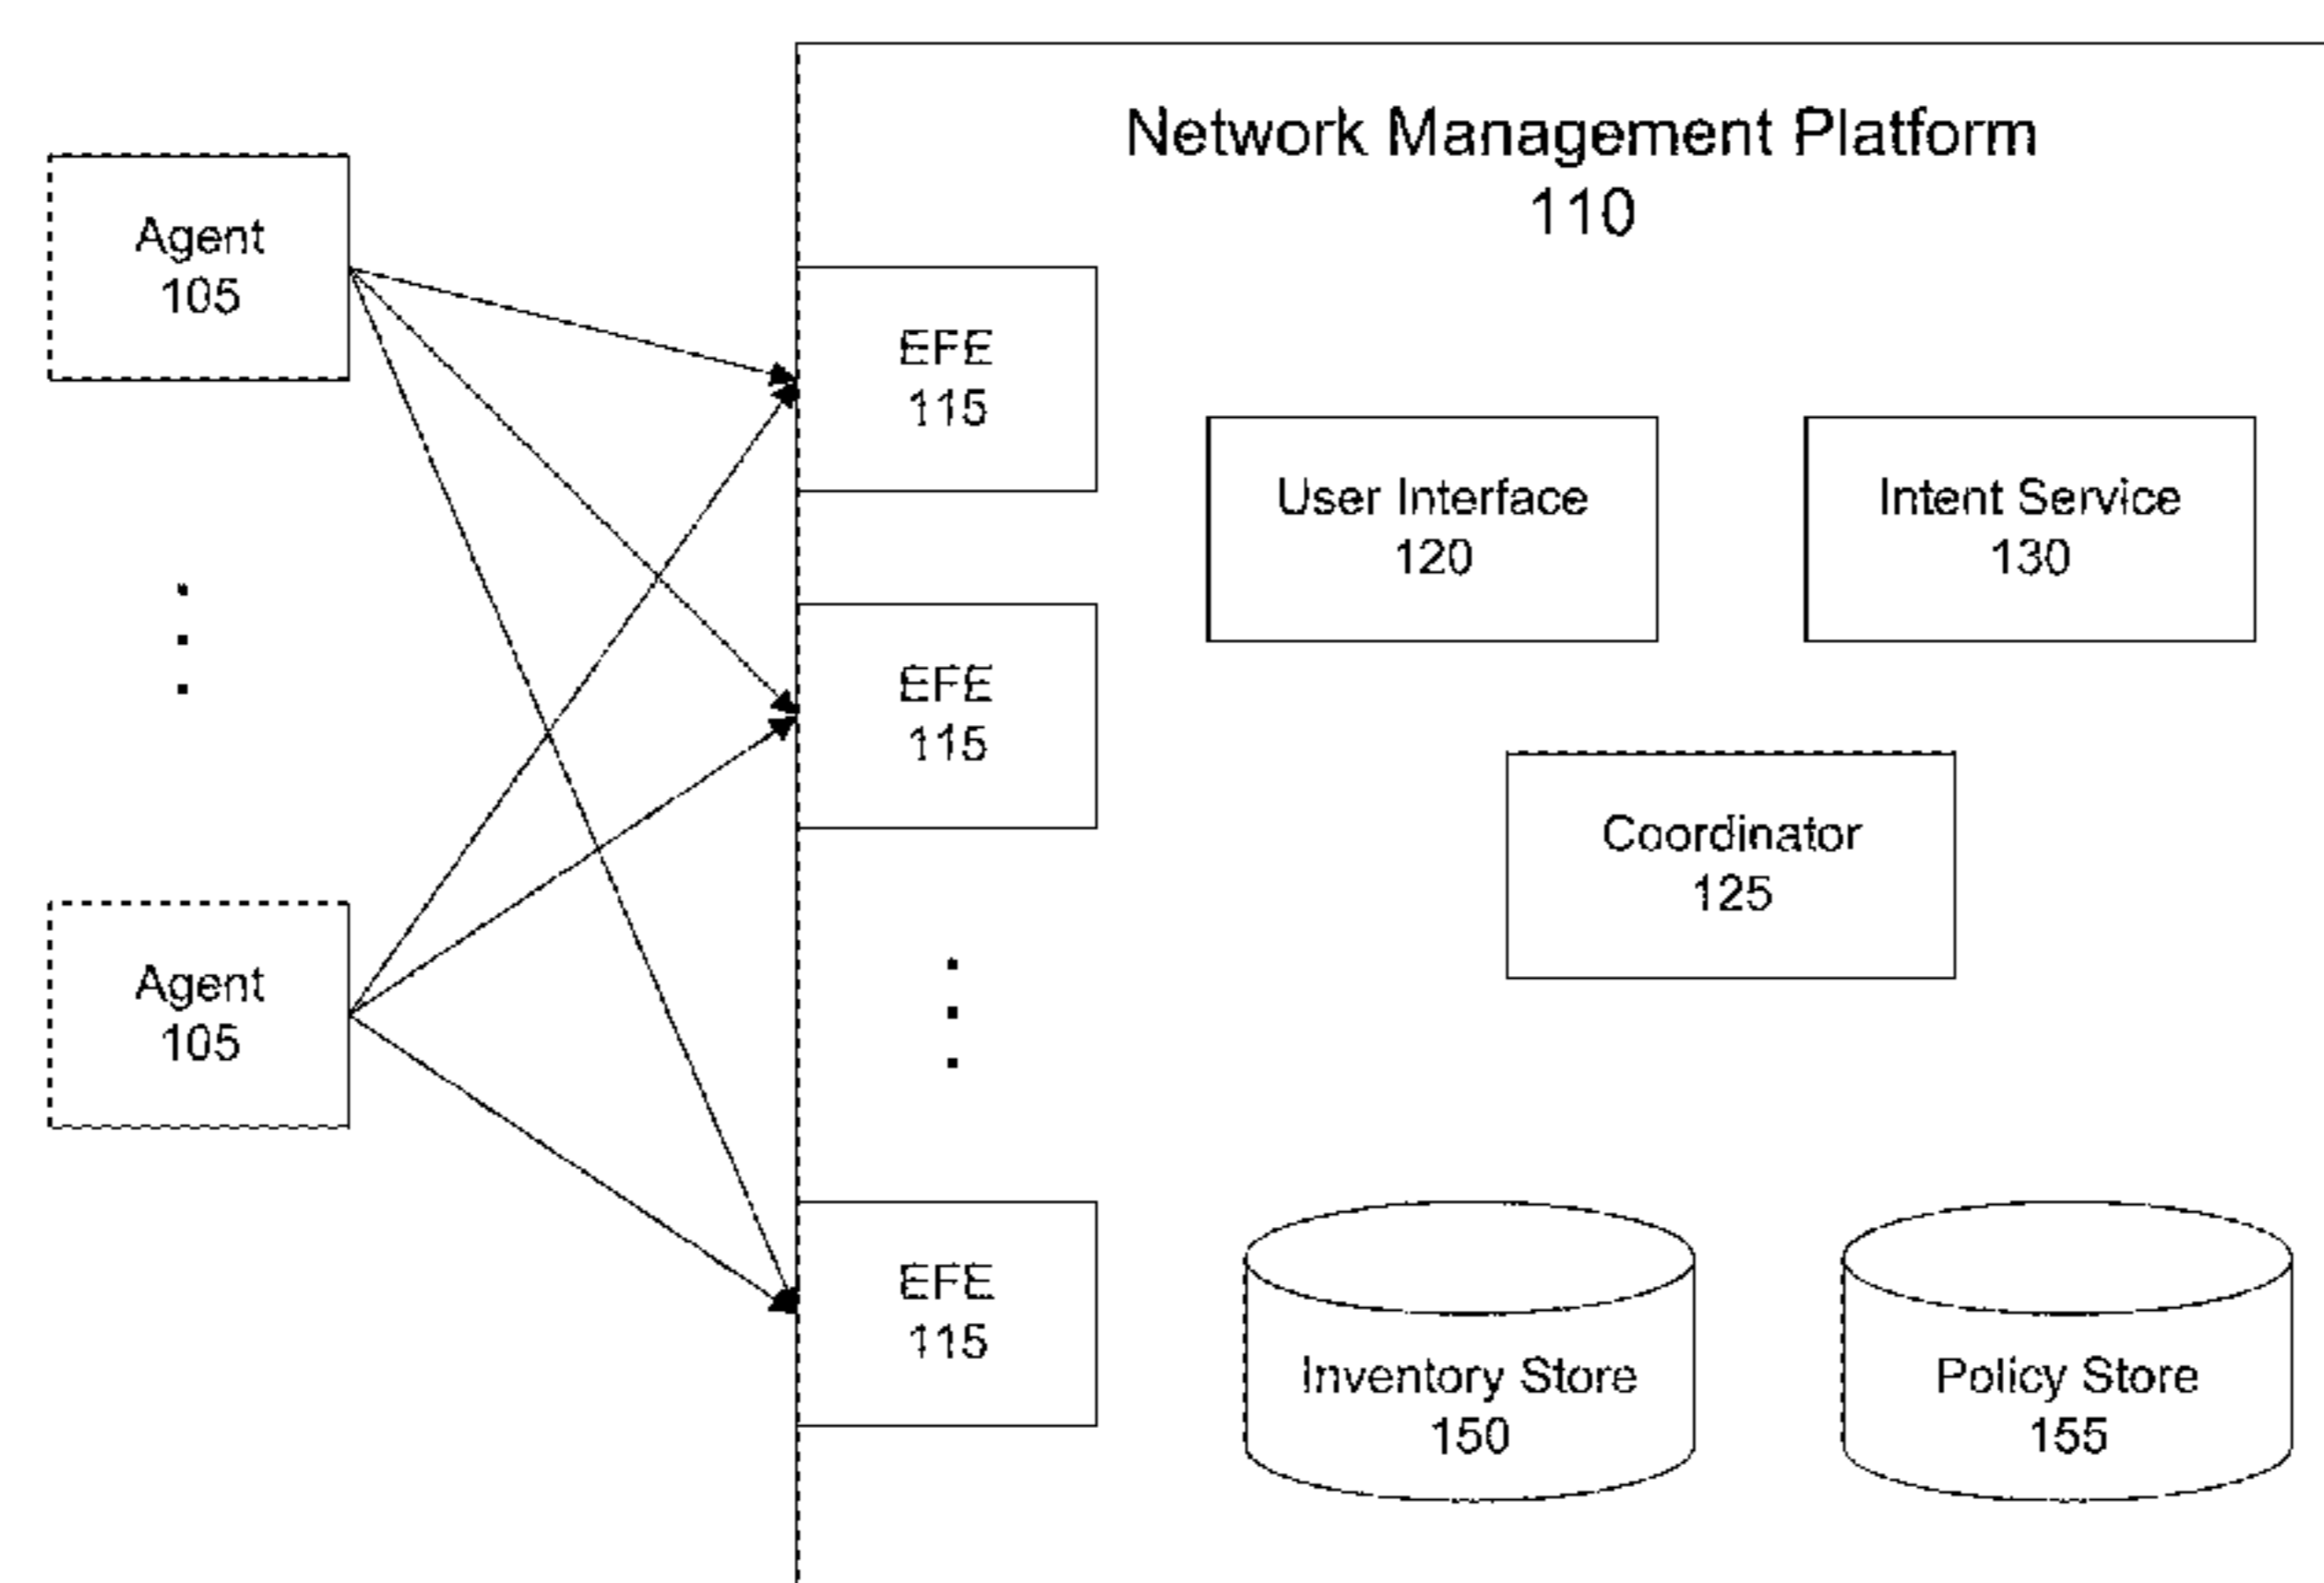 Network Management Platform
110
Agent
105
EFE
115
User Interface
120
Intent Service
130
EFE
115
Coordinator
125
Agent
105
EFE
115
Inventory Store
150
Policy Store
155